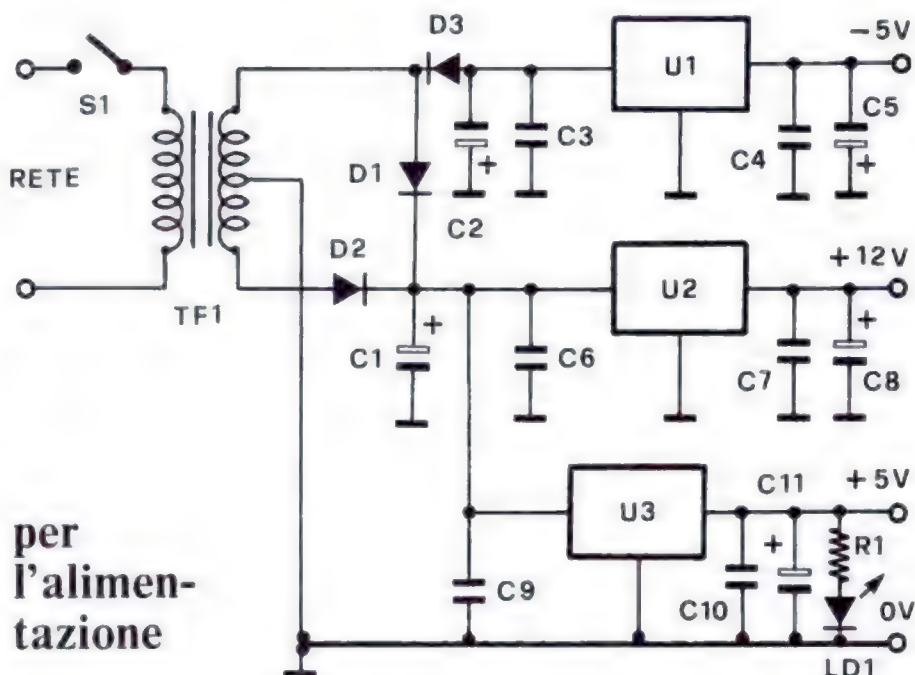 D3
-5V
S1
U1
C3
C4
C5
+
+
RETE
D1
C2
D2
+12V
TF1
U2
+
+
C1
C6
C7
C8
+5V
C11
U3
+
R1
C9
C10
0V
LD1
per
l'alimen-
tazione